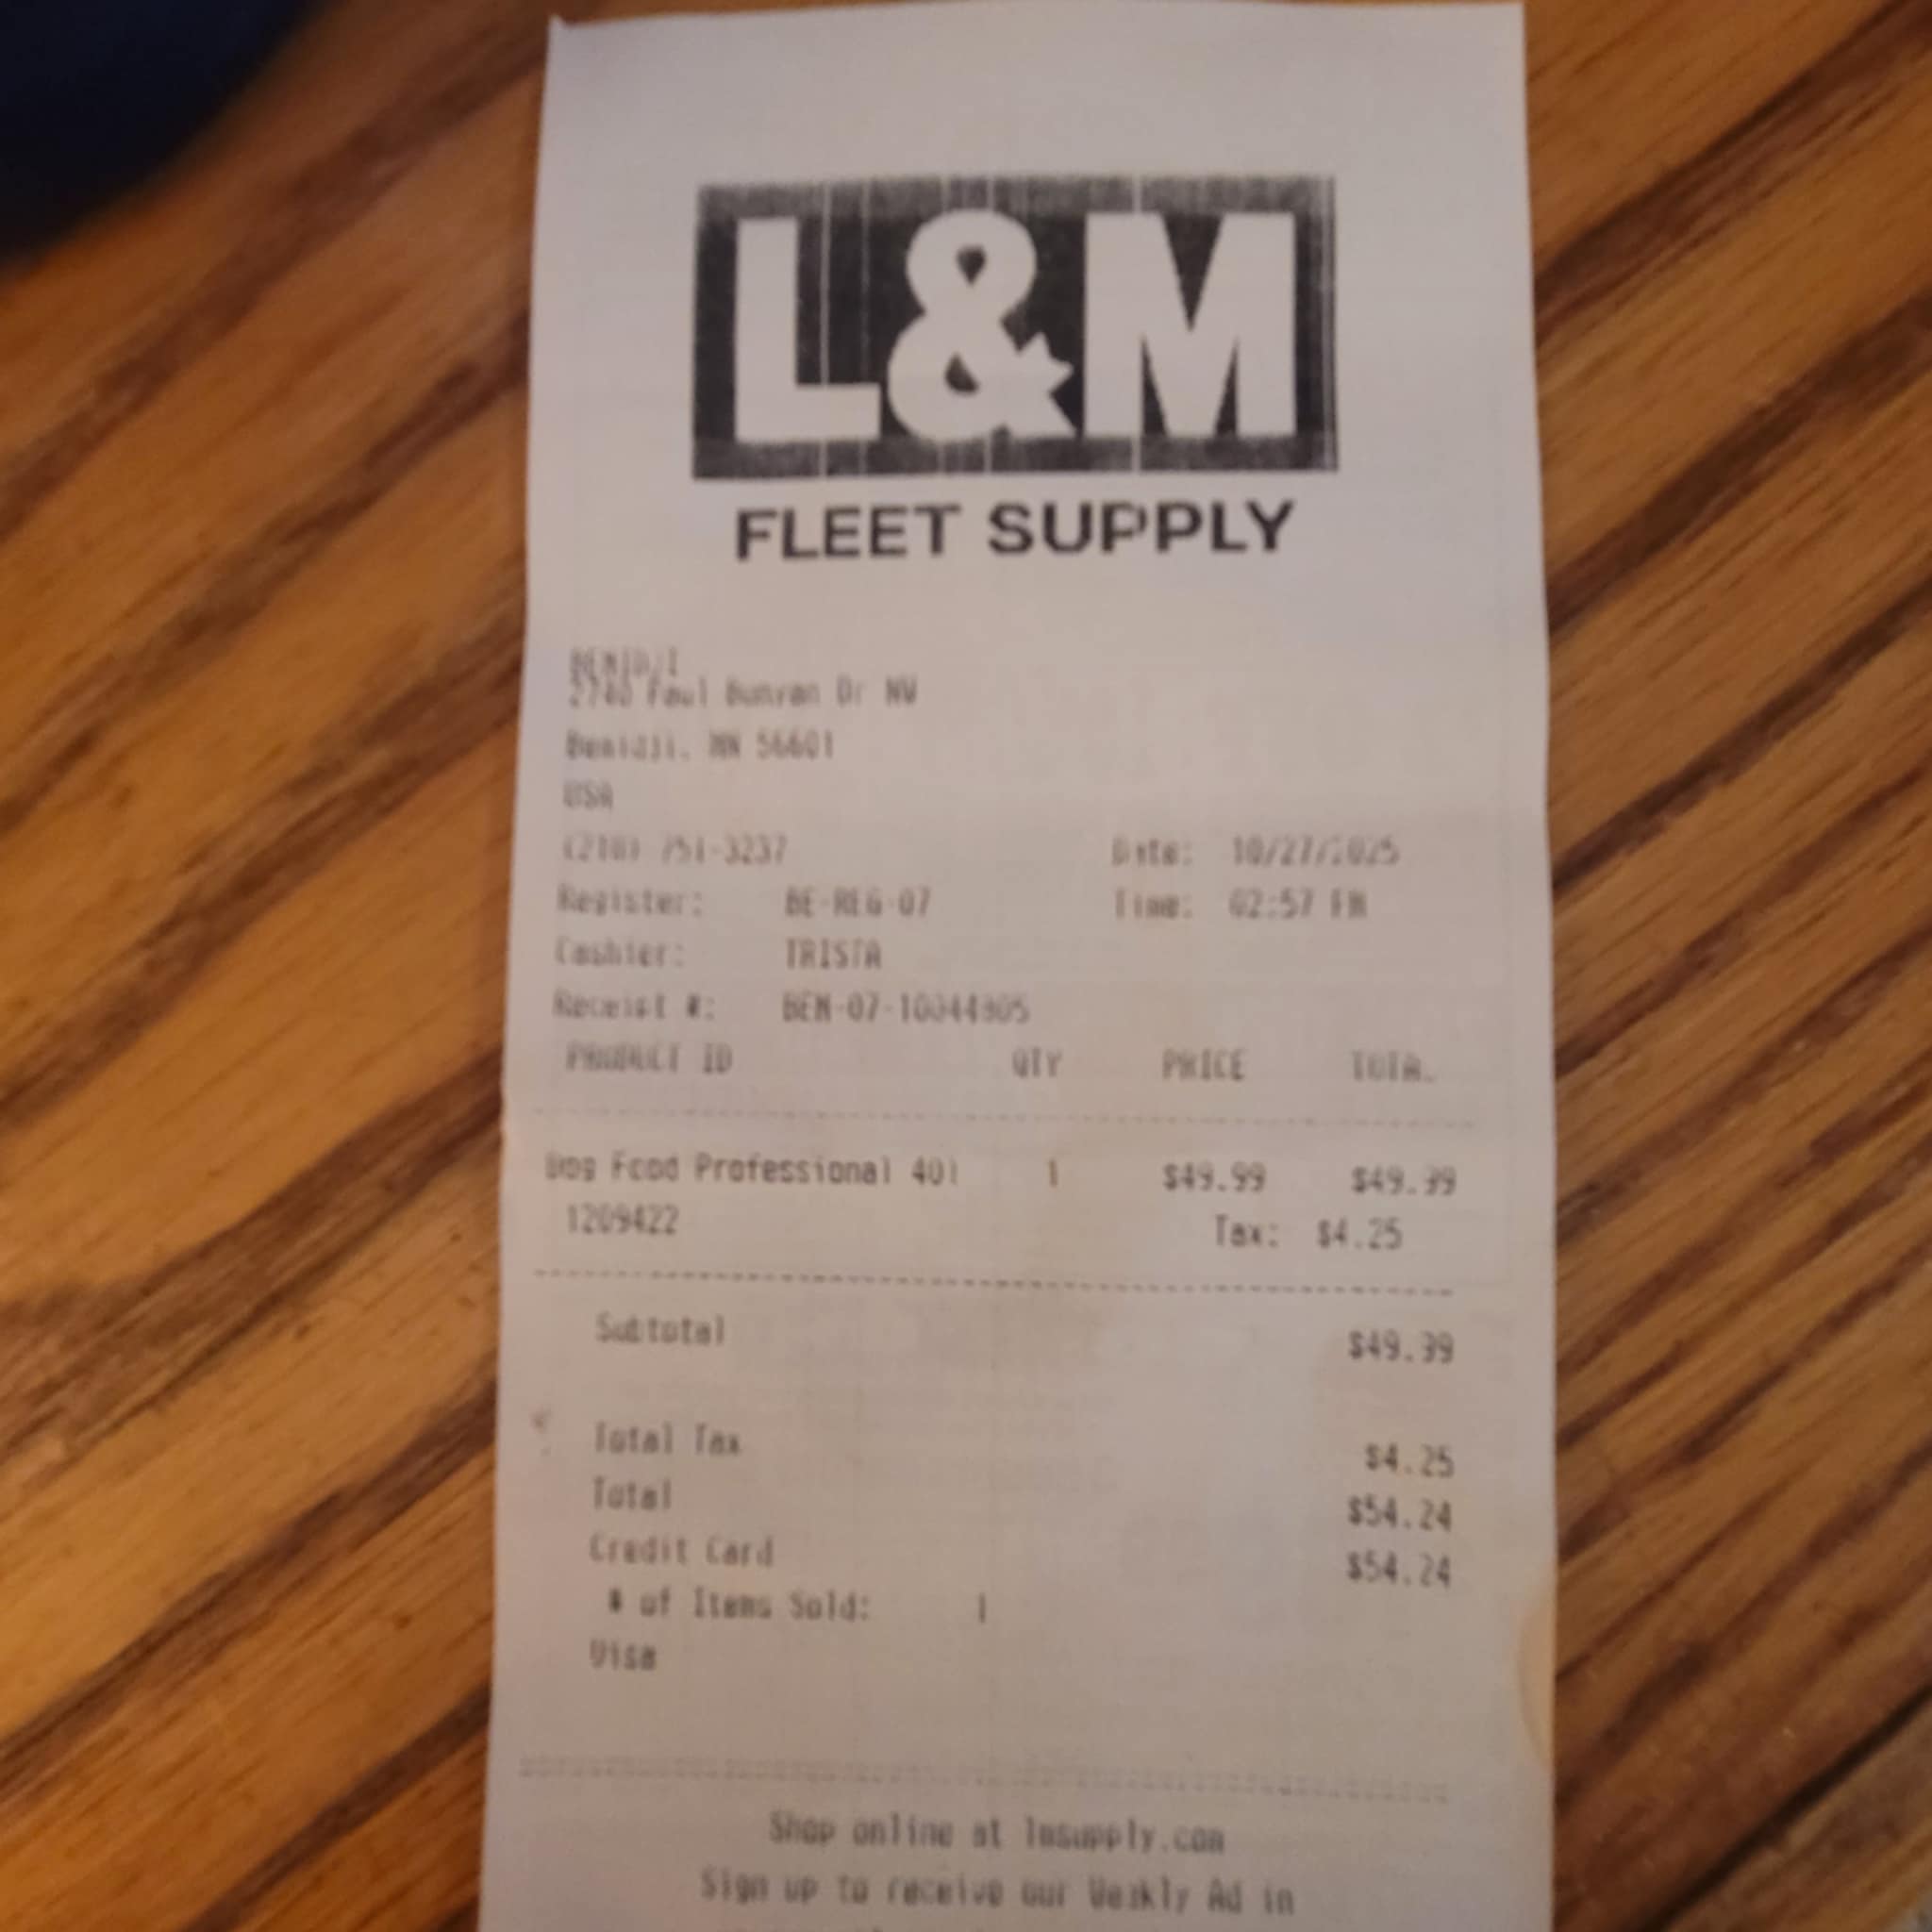 L&M
FLEET SUPPLY
BEMIDJI
2740 Paul Bunyan Dr NW
Bemidji, MN 56601
USA
(218) 751-3237 Date: 10/27/2025
Register: BE-REG-07 Time: 02:57 PM
Cashier: TRISTA
Receipt #:
PRODUCT ID QTY PRICE TOTAL
Dog Food Professional 40l 1 $49.99 $49.99
1209422 Tax: $4.25
Subtotal $49.99
Total Tax $4.25
Total $54.24
Credit Card $54.24
# of Items Sold: 1
Visa
Shop online at lmsupply.com
Sign up to receive our Weekly Ad in